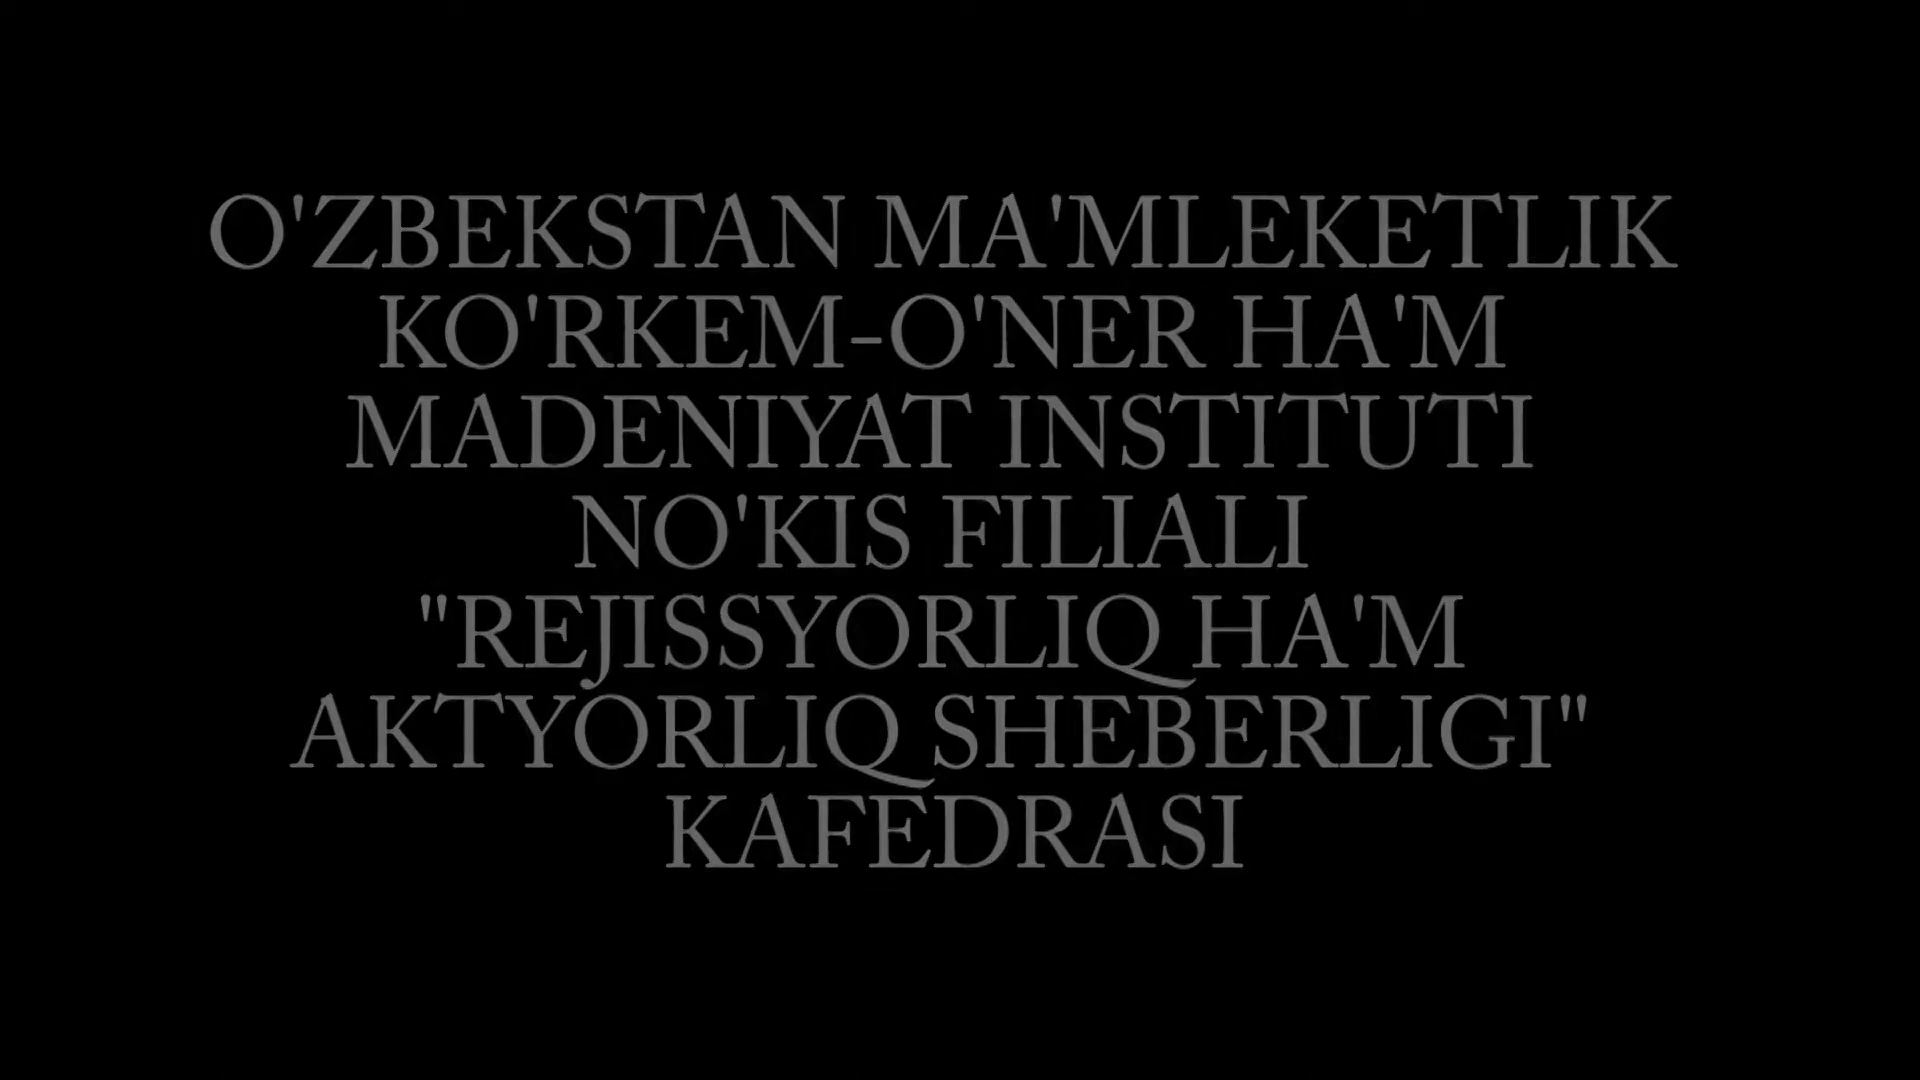 O'ZBEKSTAN MA'MLEKETLIK
KO'RKEM-O'NER HA'M
MADENIYAT INSTITUTI
NO'KIS FILIALI
"REJISSYORLIQ HA'M
AKTYORLIQ SHEBERLIGI"
KAFEDRASI